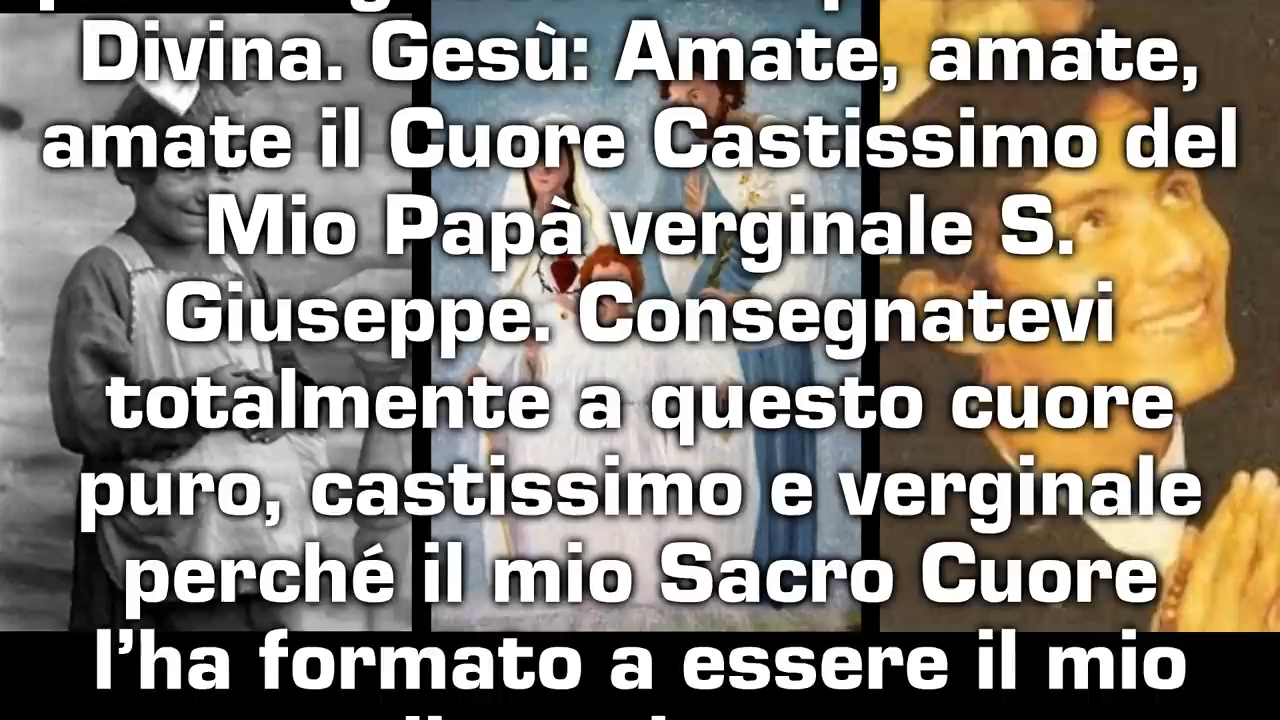 Divina. Gesù: Amate, amate,
amate il Cuore Castissimo del
Mio Papà verginale S.
Giuseppe. Consegnatevi
totalmente a questo cuore
puro, castissimo e verginale
perché il mio Sacro Cuore
l’ha formato a essere il mio